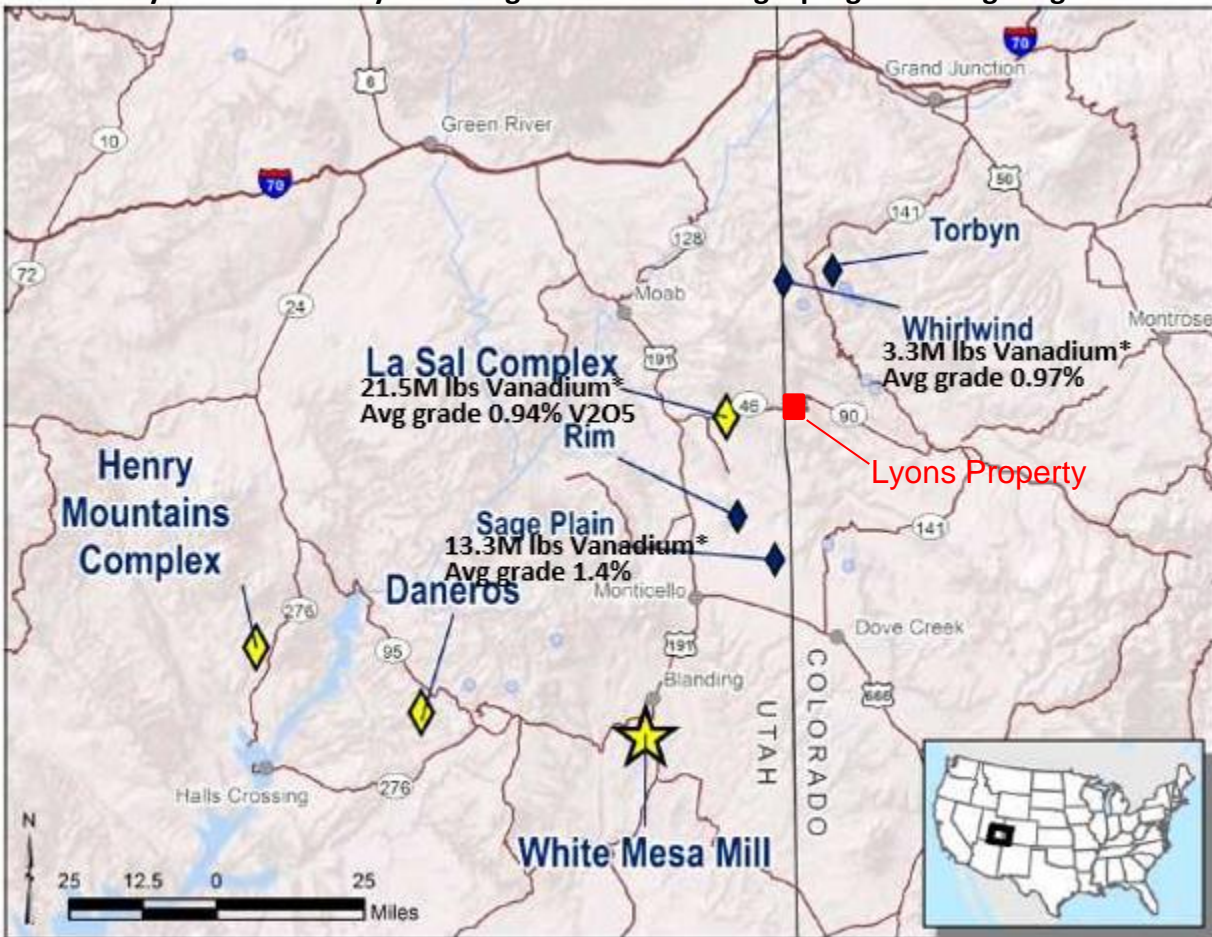 70
6
Grand Junction
Green River
10
70
50
141
Torbyn
128
72
24
Moab
Whirlwind
Montrose
3.3M lbs Vanadium*
Avg grade 0.97%
191
La Sal Complex
21.5M lbs Vanadium*
Avg grade 0.94% V2O5
46
90
Rim
Lyons Property
Henry
Mountains
Complex
Sage Plain
141
13.3M lbs Vanadium*
Avg grade 1.4%
Daneros
Monticello
276
Dove Creek
95
191
Blanding
666
UTAH
COLORADO
Halls Crossing
276
White Mesa Mill
N
25 12.5 0 25
Miles